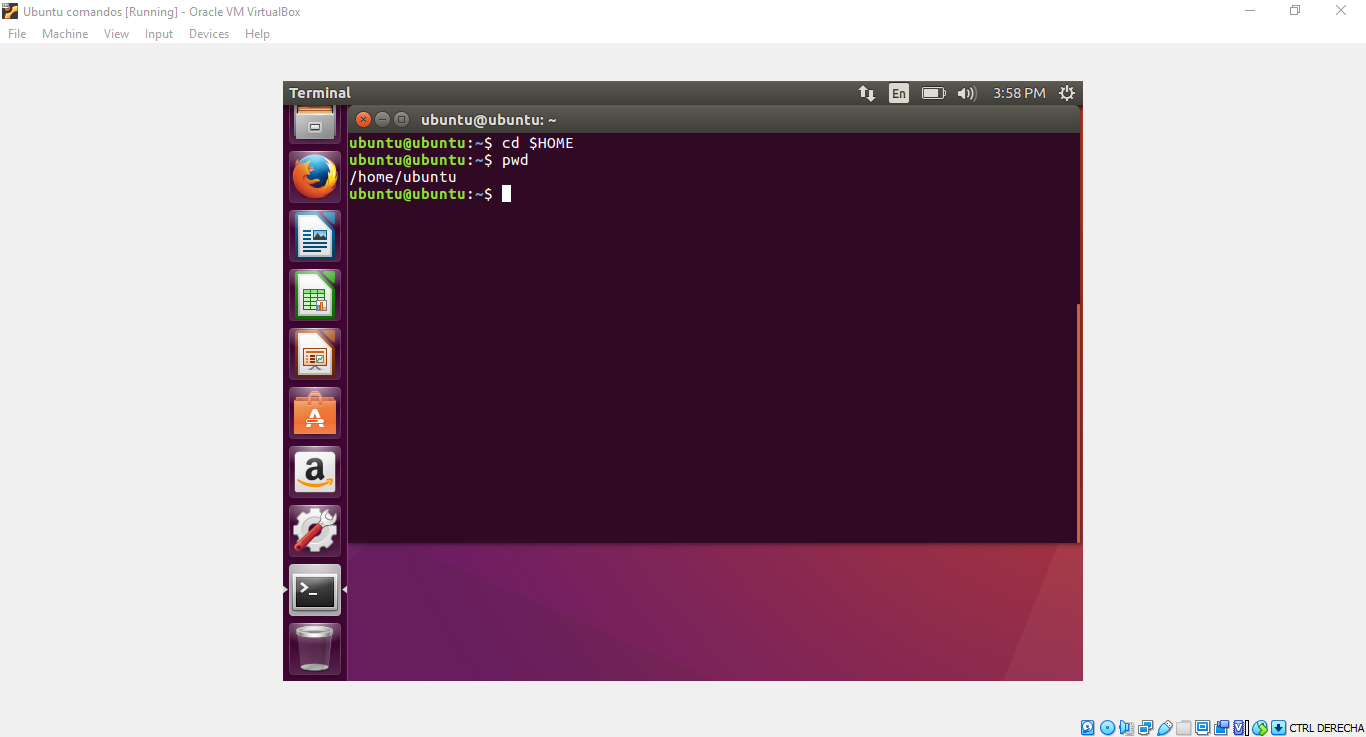 Ubuntu comandos [Running] - Oracle VM VirtualBox
File Machine View Input Devices Help
Terminal En 3:58 PM
ubuntu@ubuntu: ~
ubuntu@ubuntu:~$ cd $HOME
ubuntu@ubuntu:~$ pwd
/home/ubuntu
ubuntu@ubuntu:~$
CTRL DERECHA